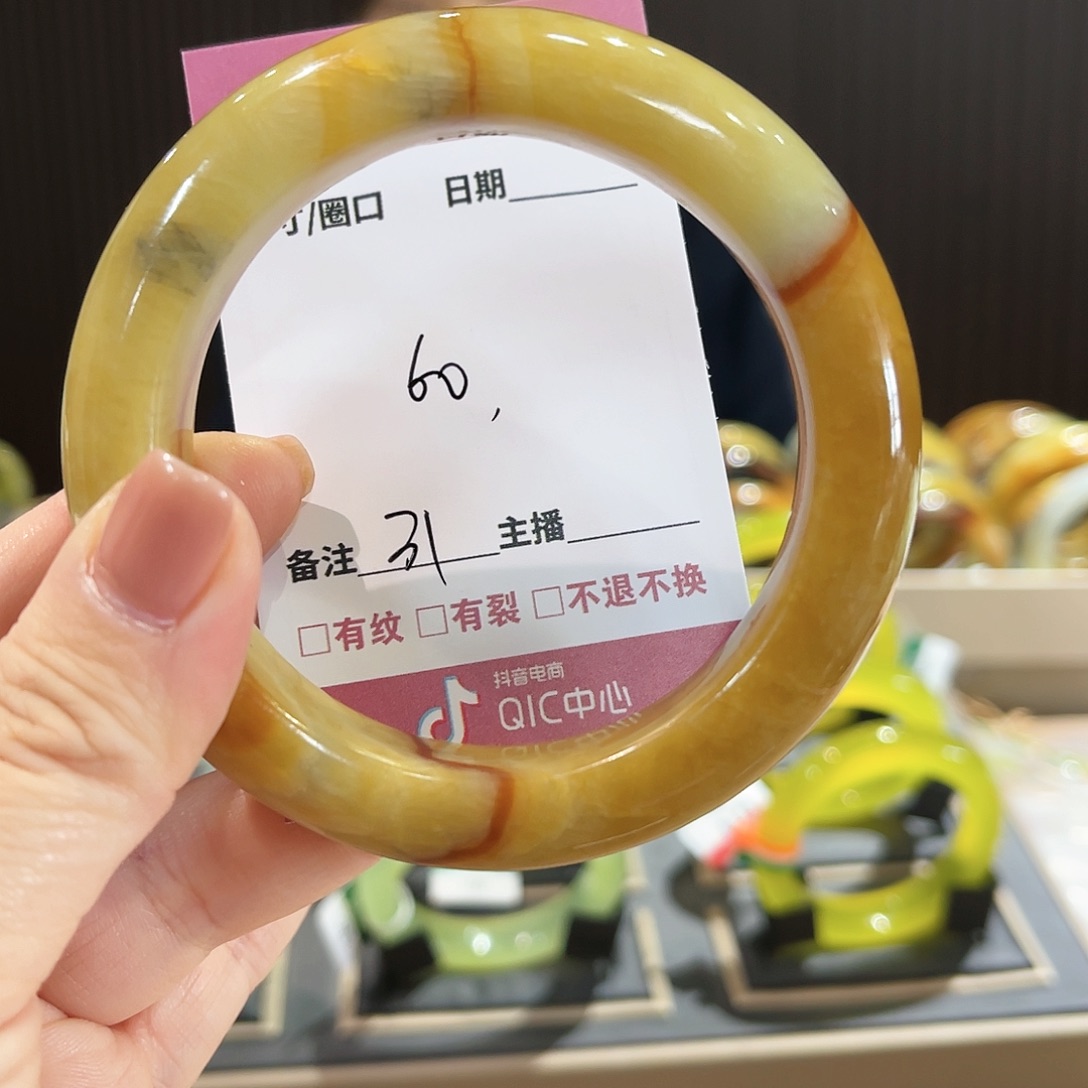 寸/圈口 日期
60,
备注 31 主播
□有纹 □有裂 □不退不换
抖音电商
QIC中心